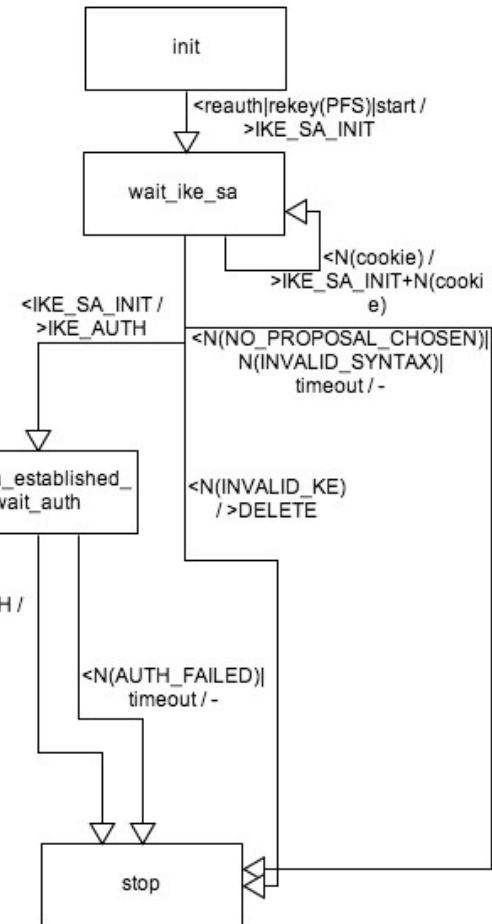 init
<reauth|rekey(PFS)|start /
>IKE_SA_INIT
wait_ike_sa
<N(cookie) /
>IKE_SA_INIT+N(cooki
e)
<IKE_SA_INIT /
>IKE_AUTH
<N(NO_PROPOSAL_CHOSEN)|
N(INVALID_SYNTAX)|
timeout / -
_established_
wait_auth
<N(INVALID_KE)
/ >DELETE
H /
<N(AUTH_FAILED)|
timeout / -
stop